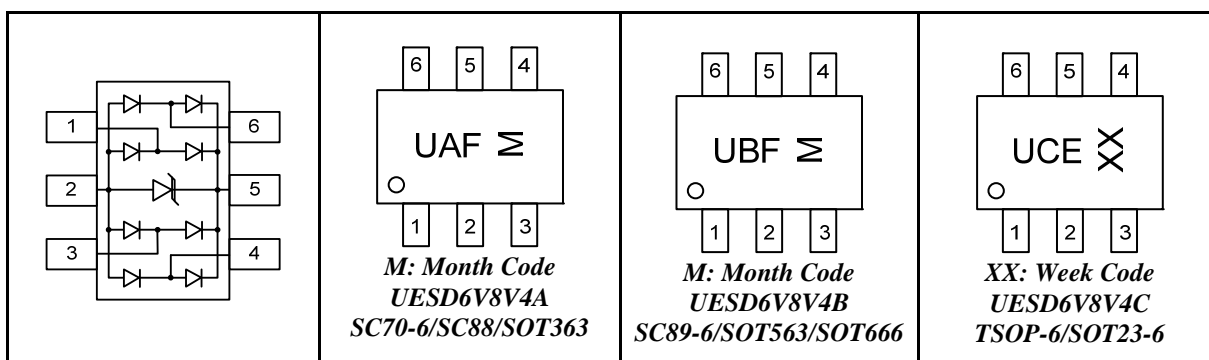 1 6
2 5
3 4
6 5 4
UAF M
1 2 3
M: Month Code
UESD6V8V4A
SC70-6/SC88/SOT363
6 5 4
UBF M
1 2 3
M: Month Code
UESD6V8V4B
SC89-6/SOT563/SOT666
6 5 4
UCE XX
1 2 3
XX: Week Code
UESD6V8V4C
TSOP-6/SOT23-6